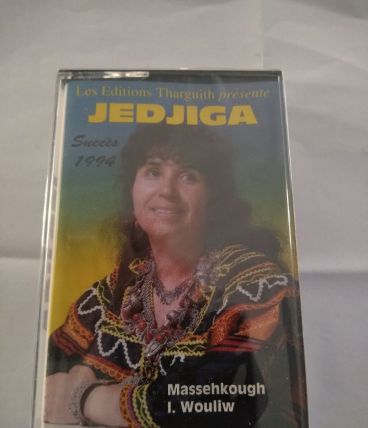 Les Editions Tharguith présente
JEDJIGA
Succès
1994
Massehkough
I. Wouliw